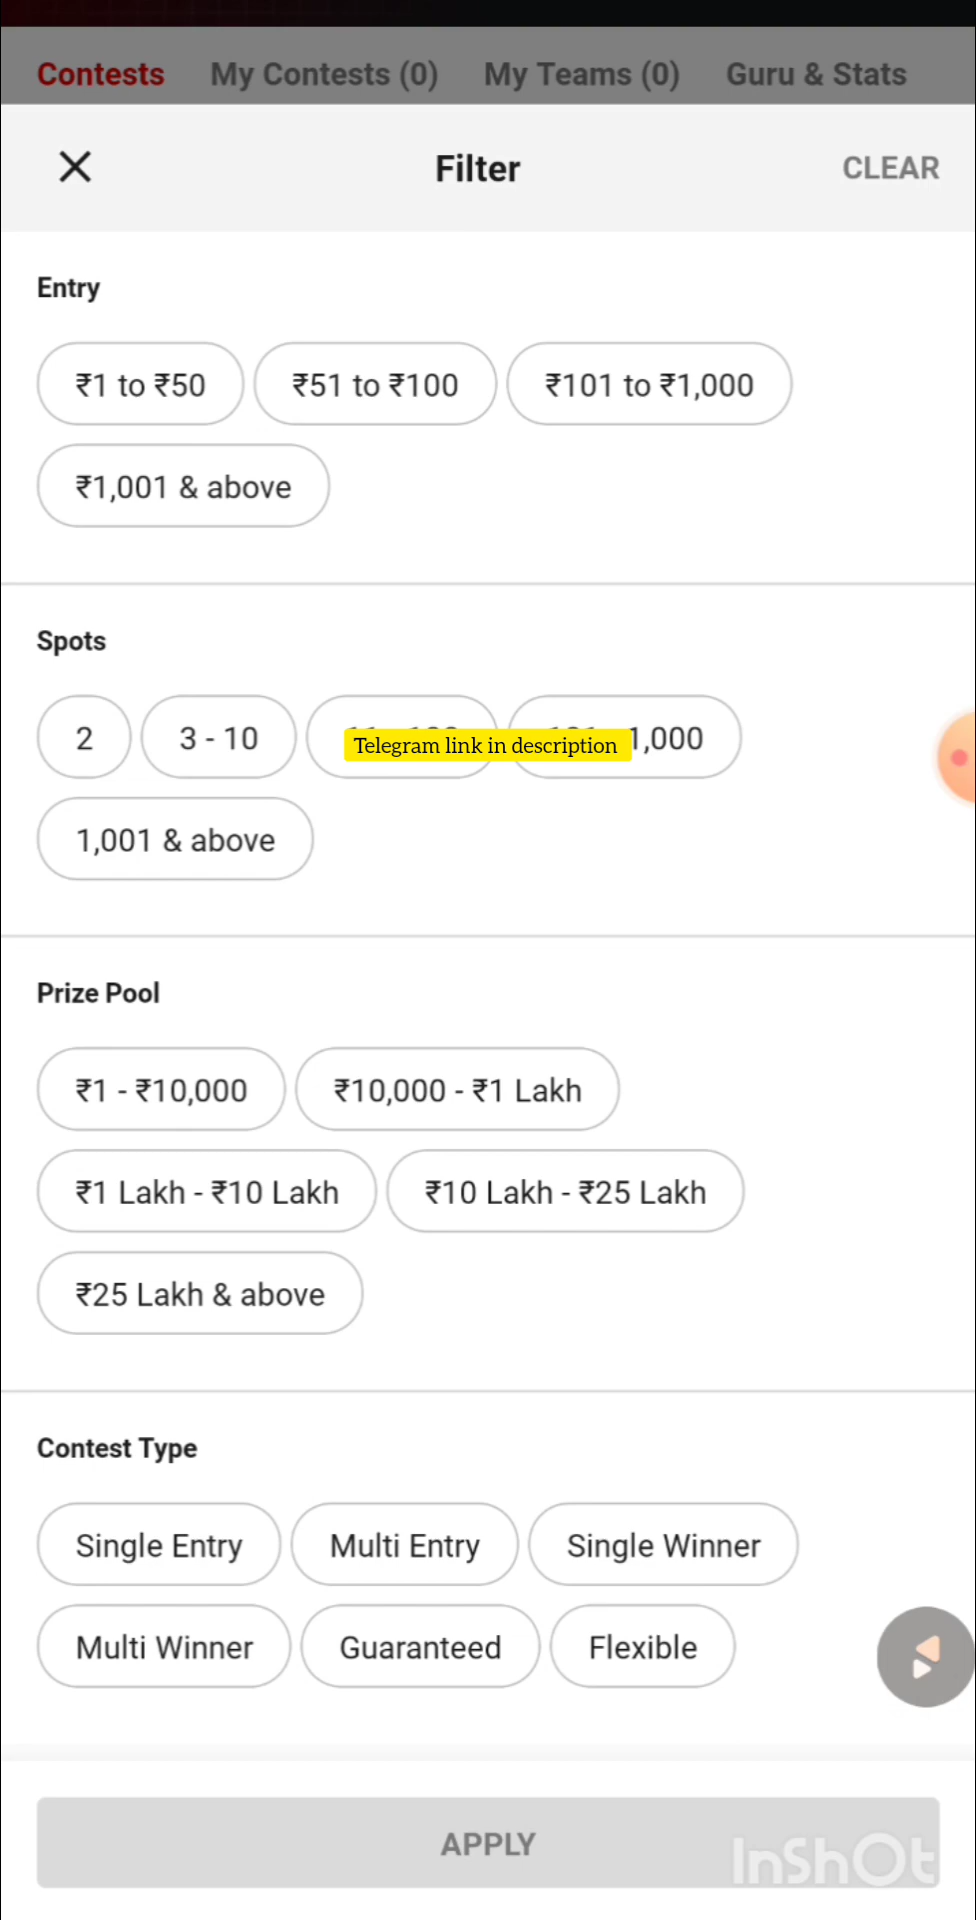 Contests My Contests (0) My Teams (0) Guru & Stats
Filter CLEAR
Entry
₹1 to ₹50 ₹51 to ₹100 ₹101 to ₹1,000
₹1,001 & above
Spots
2 3 - 10 1,000
Telegram link in description
1,001 & above
Prize Pool
₹1 - ₹10,000 ₹10,000 - ₹1 Lakh
₹1 Lakh - ₹10 Lakh ₹10 Lakh - ₹25 Lakh
₹25 Lakh & above
Contest Type
Single Entry Multi Entry Single Winner
Multi Winner Guaranteed Flexible
APPLY
InShOt